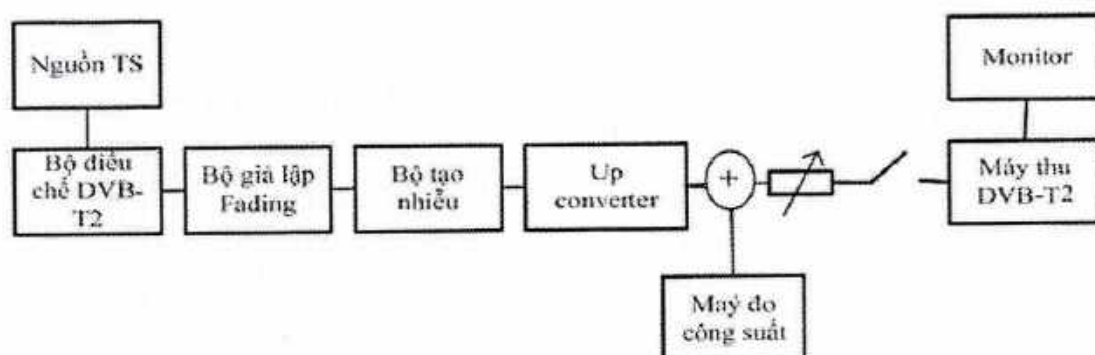 Nguồn TS
Monitor
Bộ điều
chế DVB-
T2
Bộ giả lập
Fading
Bộ tạo
nhiễu
Up
converter
+
Máy thu
DVB-T2
Maý đo
công suất